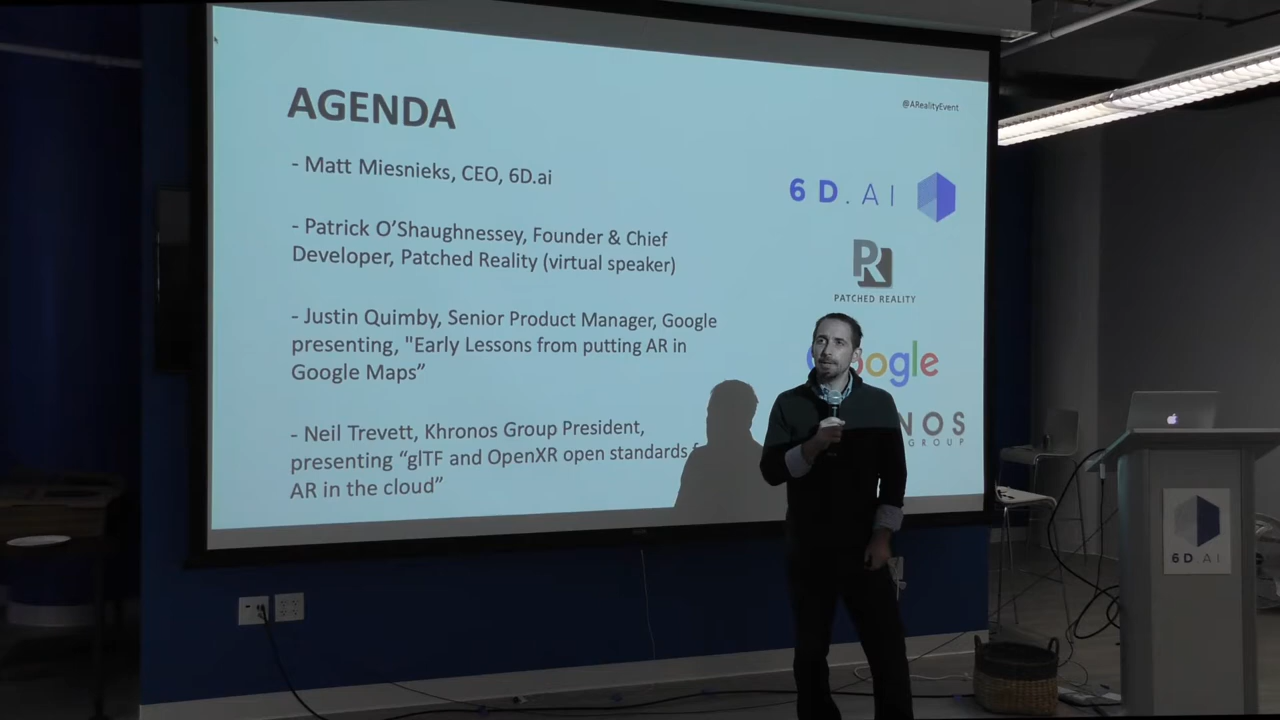 AGENDA
@ARealityEvent
- Matt Miesnieks, CEO, 6D.ai
- Patrick O’Shaughnessey, Founder & Chief
Developer, Patched Reality (virtual speaker)
- Justin Quimby, Senior Product Manager, Google
presenting, "Early Lessons from putting AR in
Google Maps”
- Neil Trevett, Khronos Group President,
presenting “glTF and OpenXR open standards
AR in the cloud”
6D.AI
PR
PATCHED REALITY
Google
NOS
GROUP
6D.AI